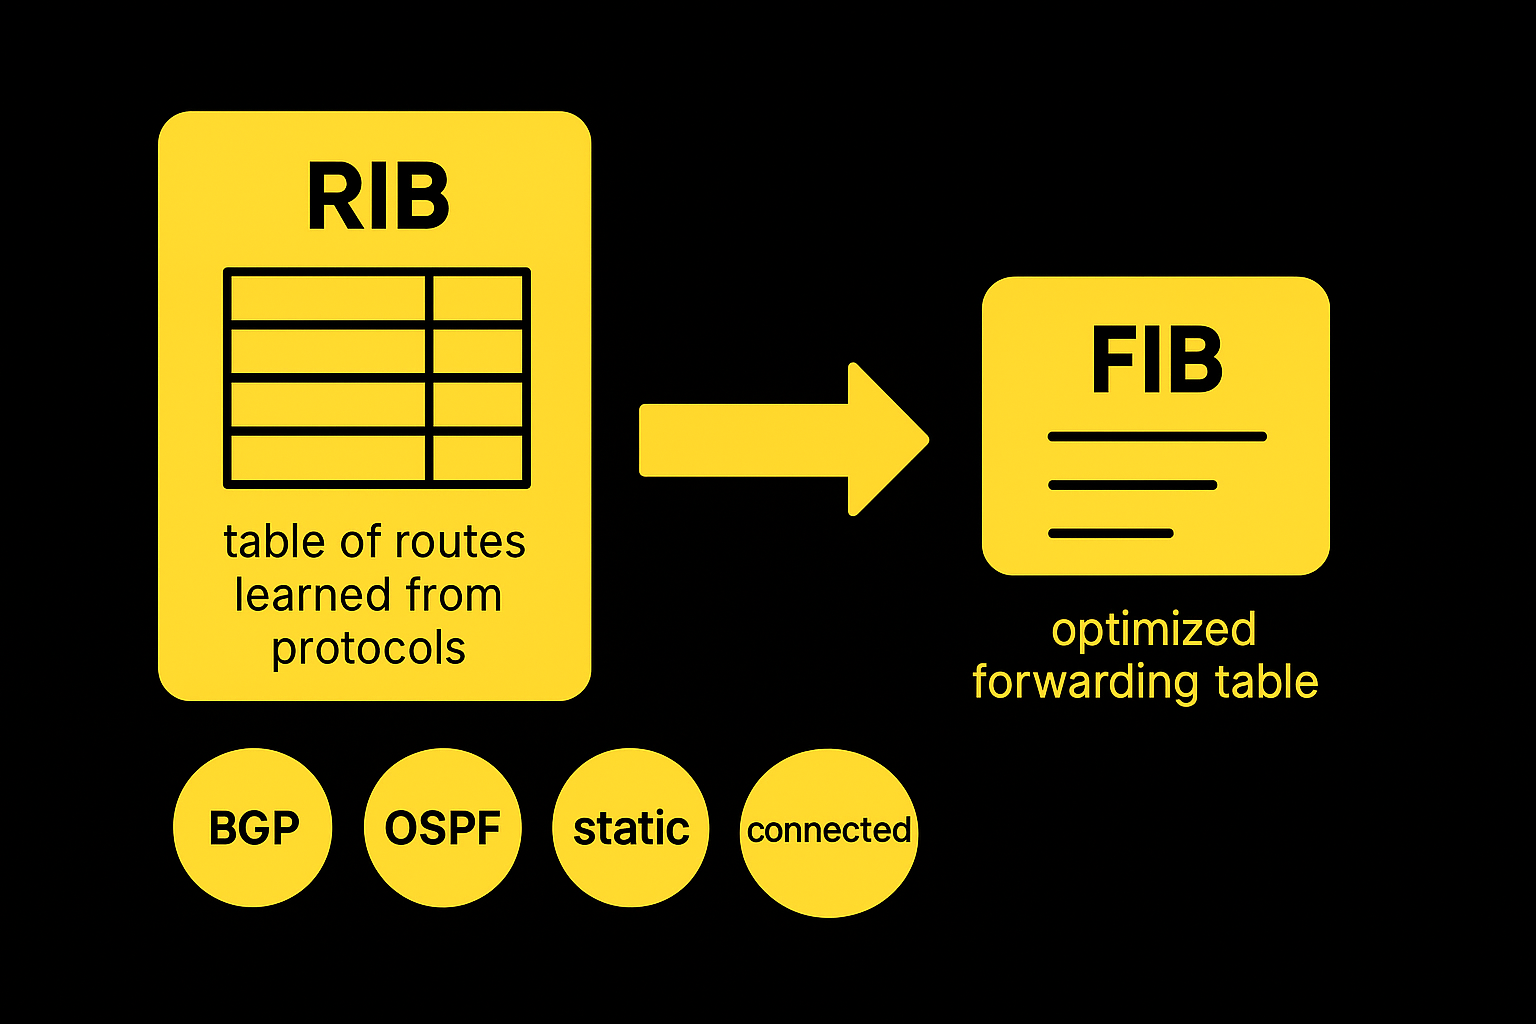 RIB
table of routes
learned from
protocols
FIB
optimized
forwarding table
BGP
OSPF
static
connected